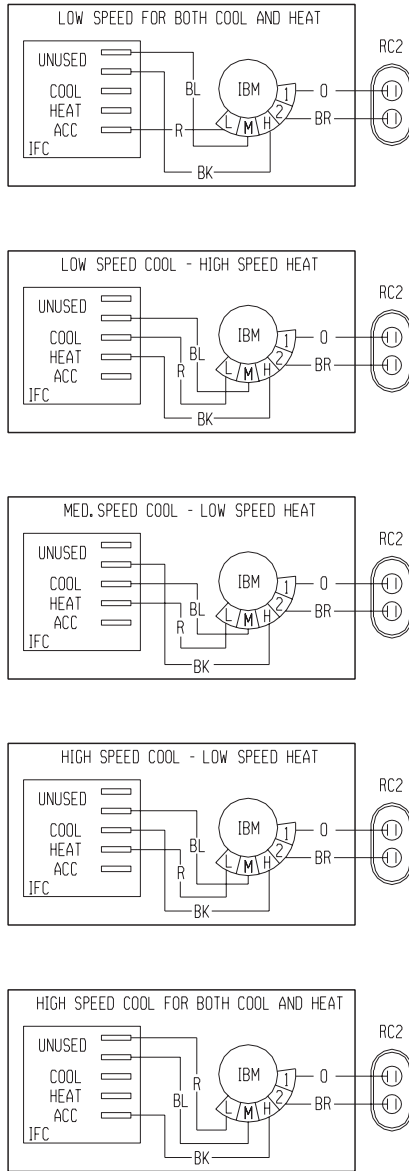 LOW SPEED FOR BOTH COOL AND HEAT
RC2
UNUSED
COOL
HEAT
ACC
IFC
BL
R
BK
IBM
L M H 2 1
O
BR
LOW SPEED COOL - HIGH SPEED HEAT
RC2
UNUSED
COOL
HEAT
ACC
IFC
BL
R
BK
IBM
L M H 2 1
O
BR
MED. SPEED COOL - LOW SPEED HEAT
RC2
UNUSED
COOL
HEAT
ACC
IFC
BL
R
BK
IBM
L M H 2 1
O
BR
HIGH SPEED COOL - LOW SPEED HEAT
RC2
UNUSED
COOL
HEAT
ACC
IFC
BL
R
BK
IBM
L M H 2 1
O
BR
HIGH SPEED COOL FOR BOTH COOL AND HEAT
RC2
UNUSED
COOL
HEAT
ACC
IFC
R
BL
BK
IBM
L M H 2 1
O
BR